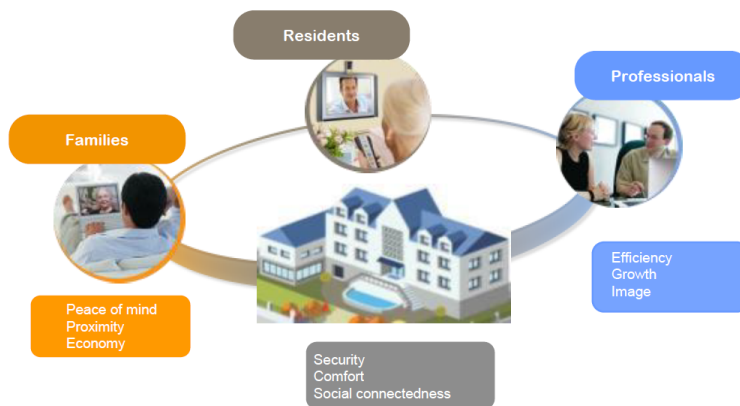 Residents
Professionals
Families
Efficiency
Growth
Image
Peace of mind
Proximity
Economy
Security
Comfort
Social connectedness